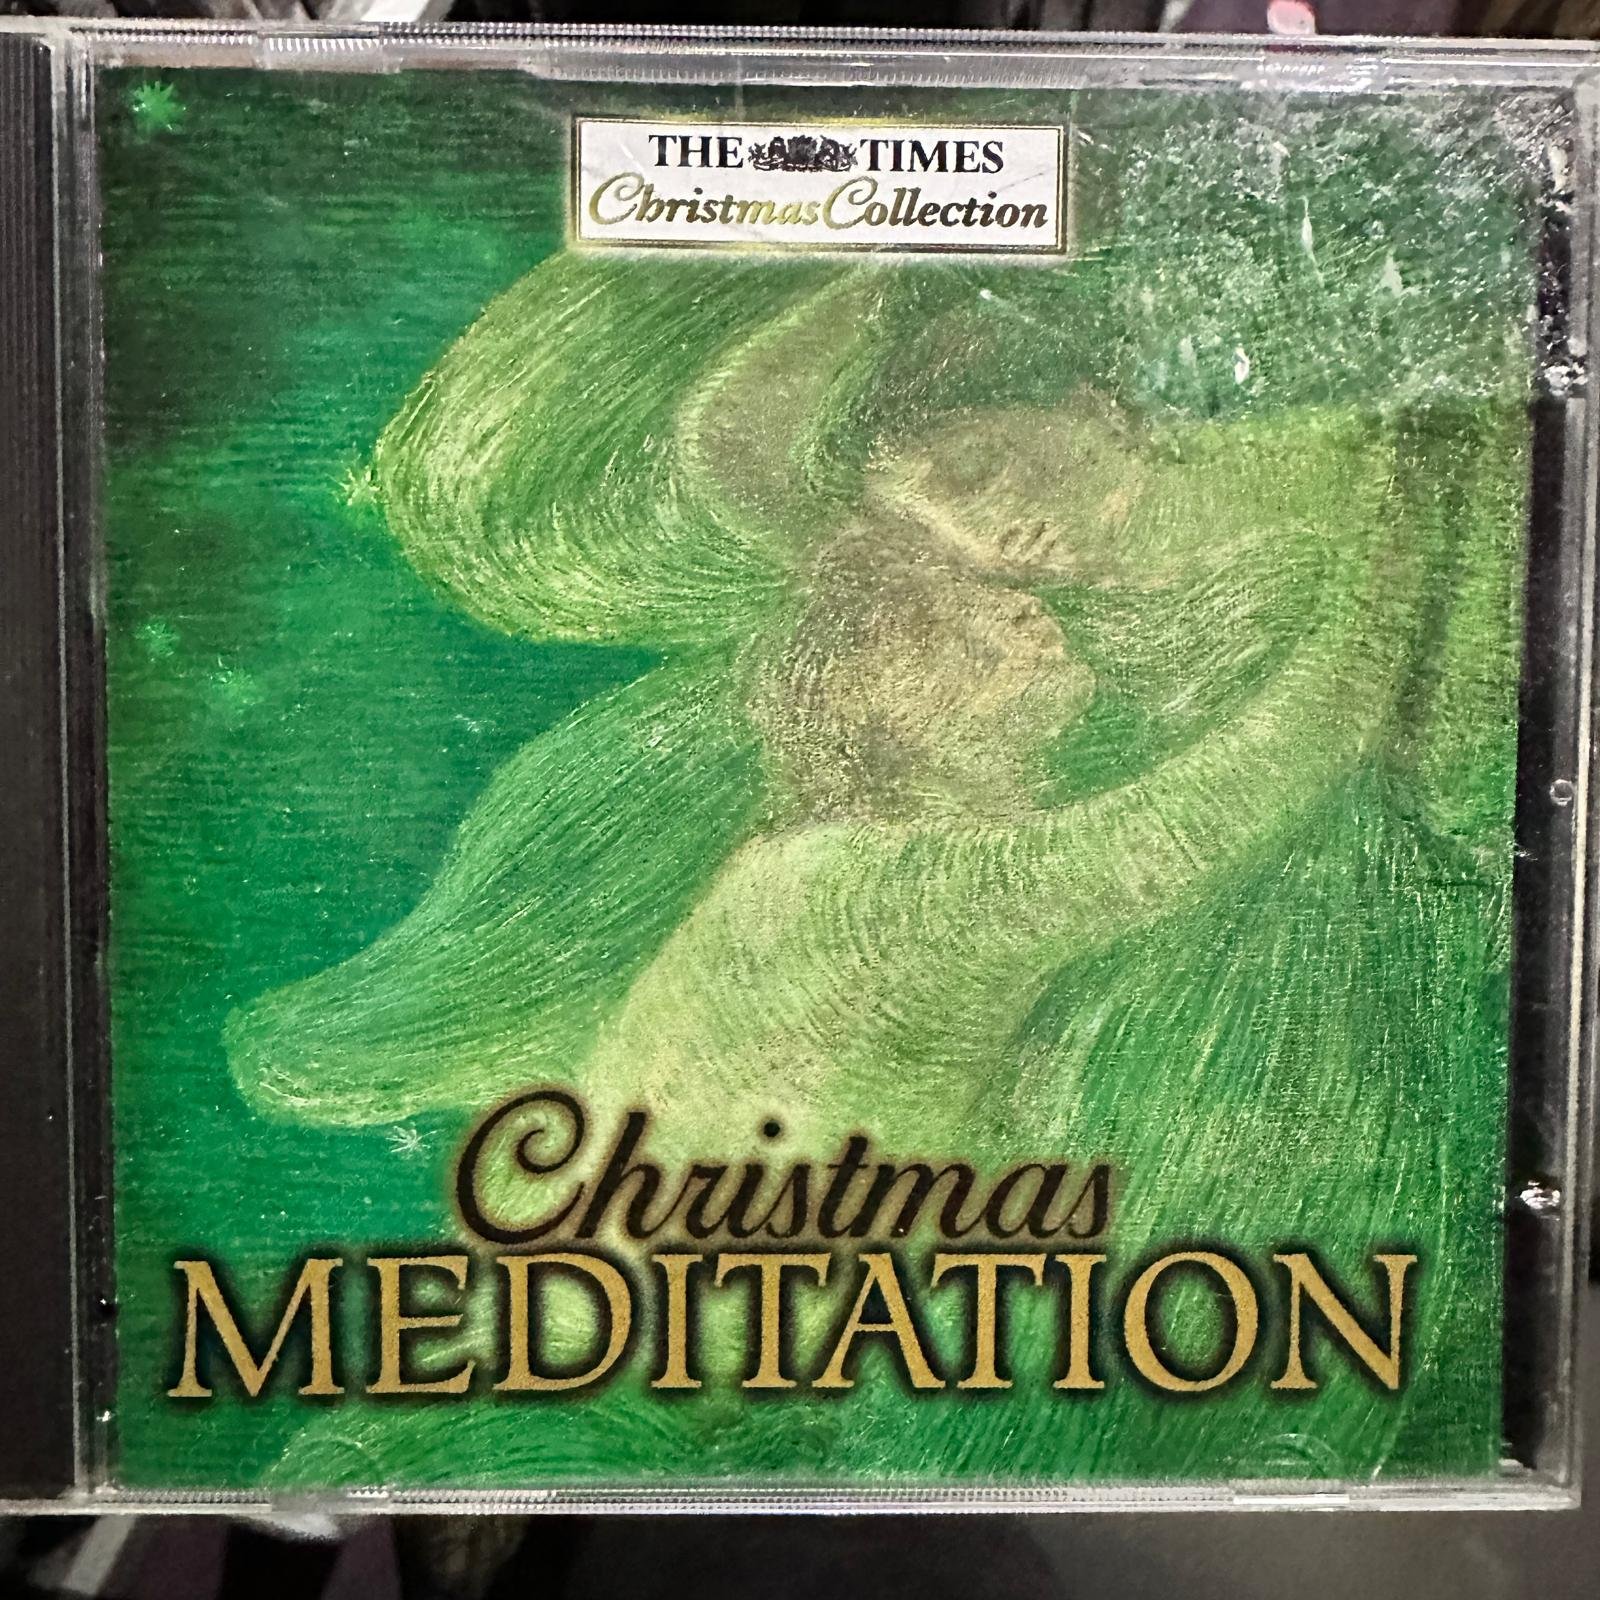 THE TIMES
Christmas Collection
Christmas
MEDITATION